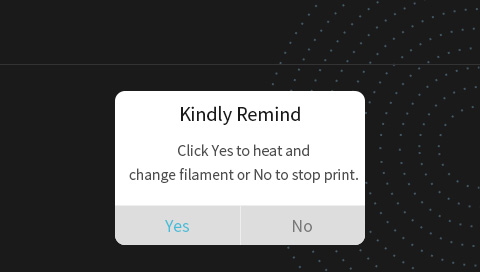 Kindly Remind
Click Yes to heat and
change filament or No to stop print.
Yes
No